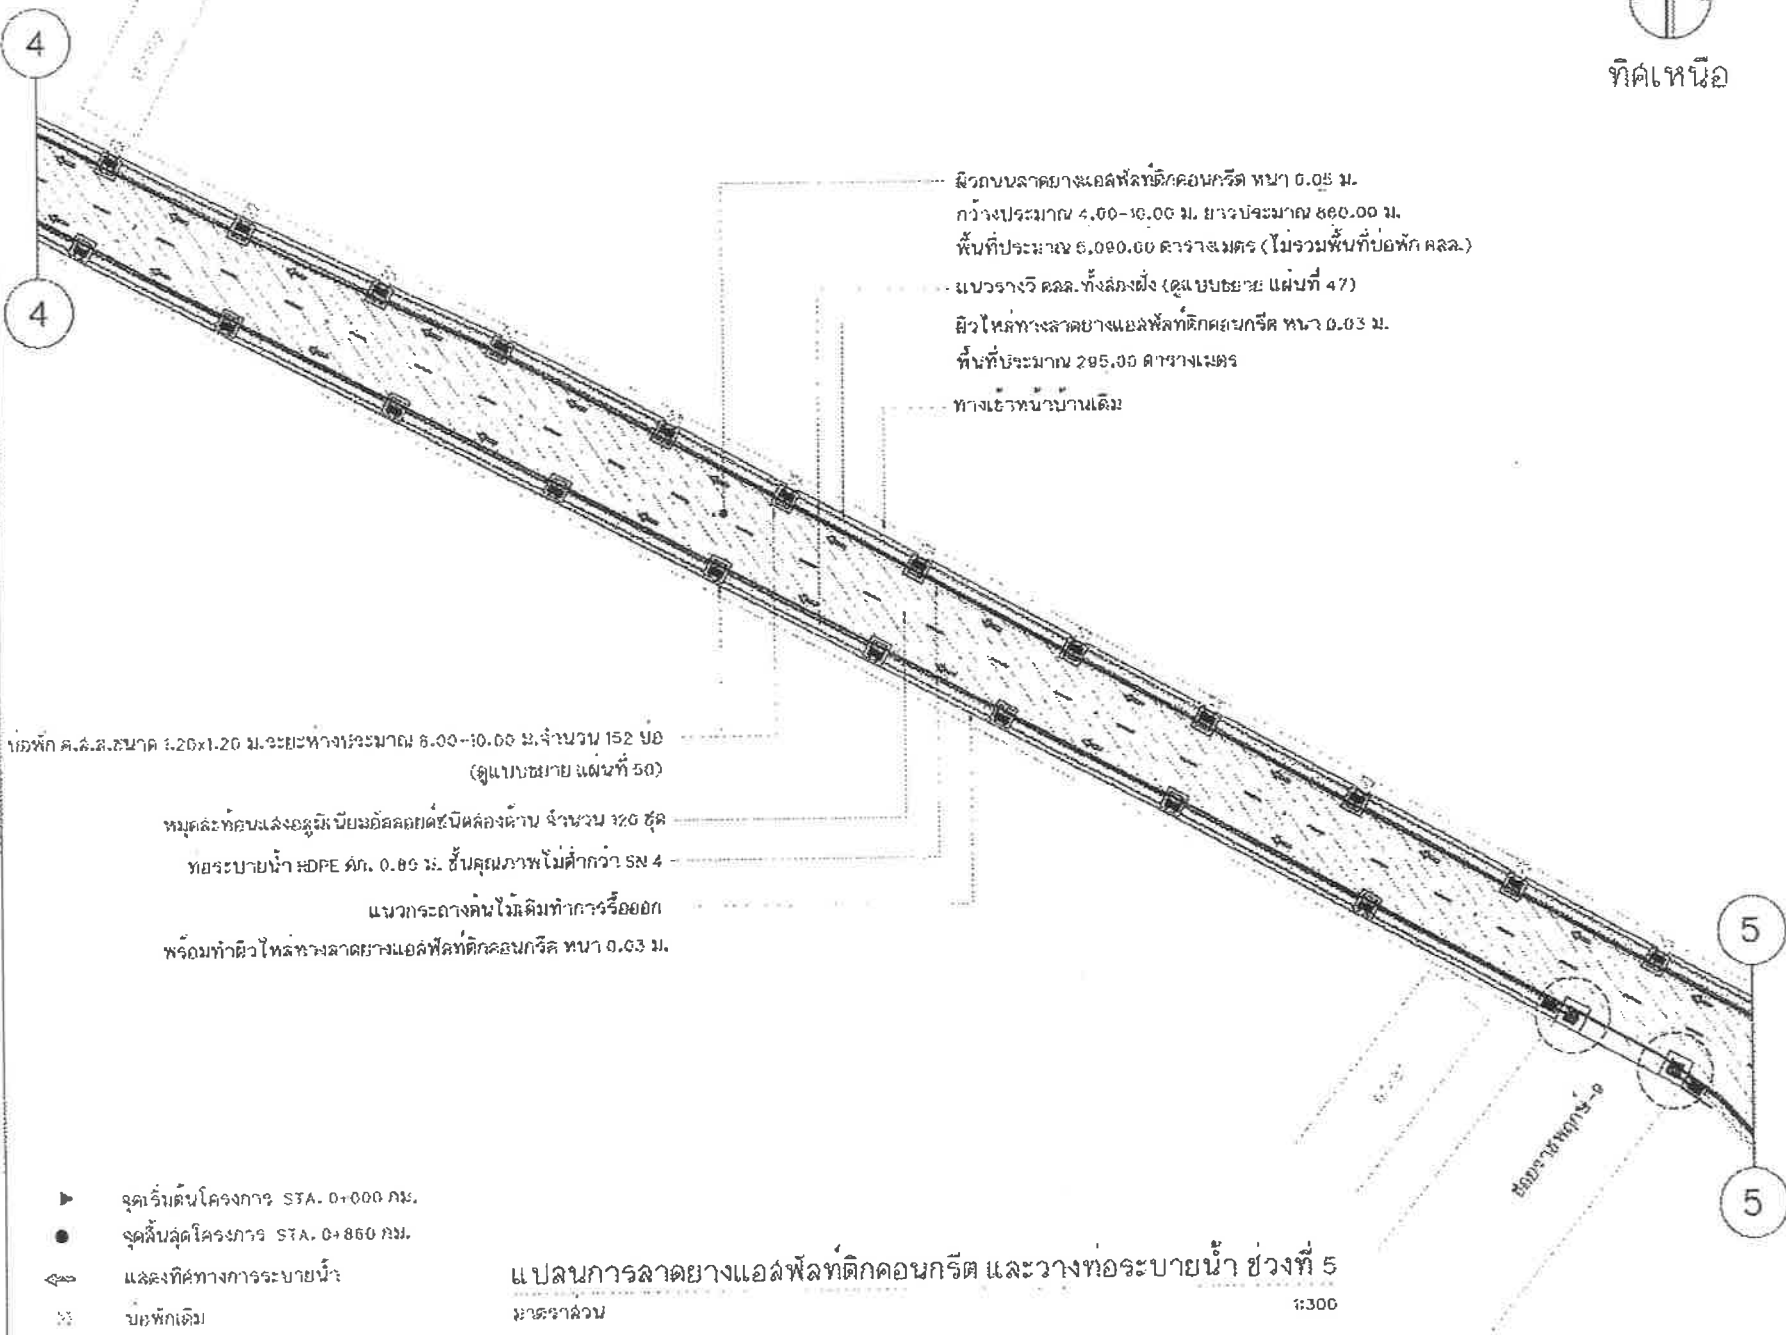 4
ทิศเหนือ
ผิวถนนลาดยางแอสฟัลท์ติกคอนกรีต หนา 0.05 ม.
กว้างประมาณ 4.00-10.00 ม. ยาวประมาณ 860.00 ม.
พื้นที่ประมาณ 5,090.00 ตารางเมตร (ไม่รวมพื้นที่บ่อพัก คสล.)
แนวรางวี คสล. ทั้งสองฝั่ง (ดูแบบขยาย แผ่นที่ 47)
4
ผิวไหล่ทางลาดยางแอสฟัลท์ติกคอนกรีต หนา 0.03 ม.
พื้นที่ประมาณ 295.00 ตารางเมตร
ทางเข้าหน้าบ้านเดิม
บ่อพัก ค.ส.ล.ขนาด 1.20x1.20 ม.ระยะห่างประมาณ 8.00-10.00 ม.จำนวน 152 บ่อ
(ดูแบบขยาย แผ่นที่ 50)
หมุดสะท้อนแสงอลูมิเนียมอัลลอยด์ชนิดสองด้าน จำนวน 120 ชุด
ท่อระบายน้ำ HDPE ศก. 0.80 ม. ชั้นคุณภาพไม่ต่ำกว่า SN 4
แนวกระถางต้นไม้เดิมทำการรื้อออก
พร้อมทำผิวไหล่ทางลาดยางแอสฟัลท์ติกคอนกรีต หนา 0.03 ม.
5
ซอยราชพฤกษ์-9
5
จุดเริ่มต้นโครงการ STA. 0+000 กม.
จุดสิ้นสุดโครงการ STA. 0+860 กม.
แสดงทิศทางการระบายน้ำ
บ่อพักเดิม
แปลนการลาดยางแอสฟัลท์ติกคอนกรีต และวางท่อระบายน้ำ ช่วงที่ 5
มาตราส่วน 1:300